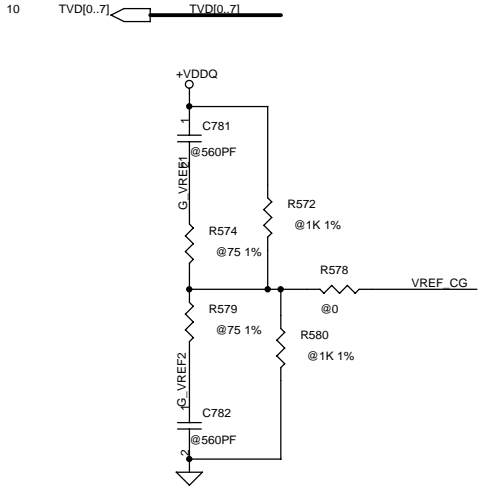 10 TVD[0..7] TVD[0..7]
+VDDQ
1
C781
@560PF
2
G_VREF1
R572
@1K 1%
R574
@75 1%
R578
VREF_CG
@0
R579
@75 1%
R580
@1K 1%
G_VREF2
1
C782
@560PF
2